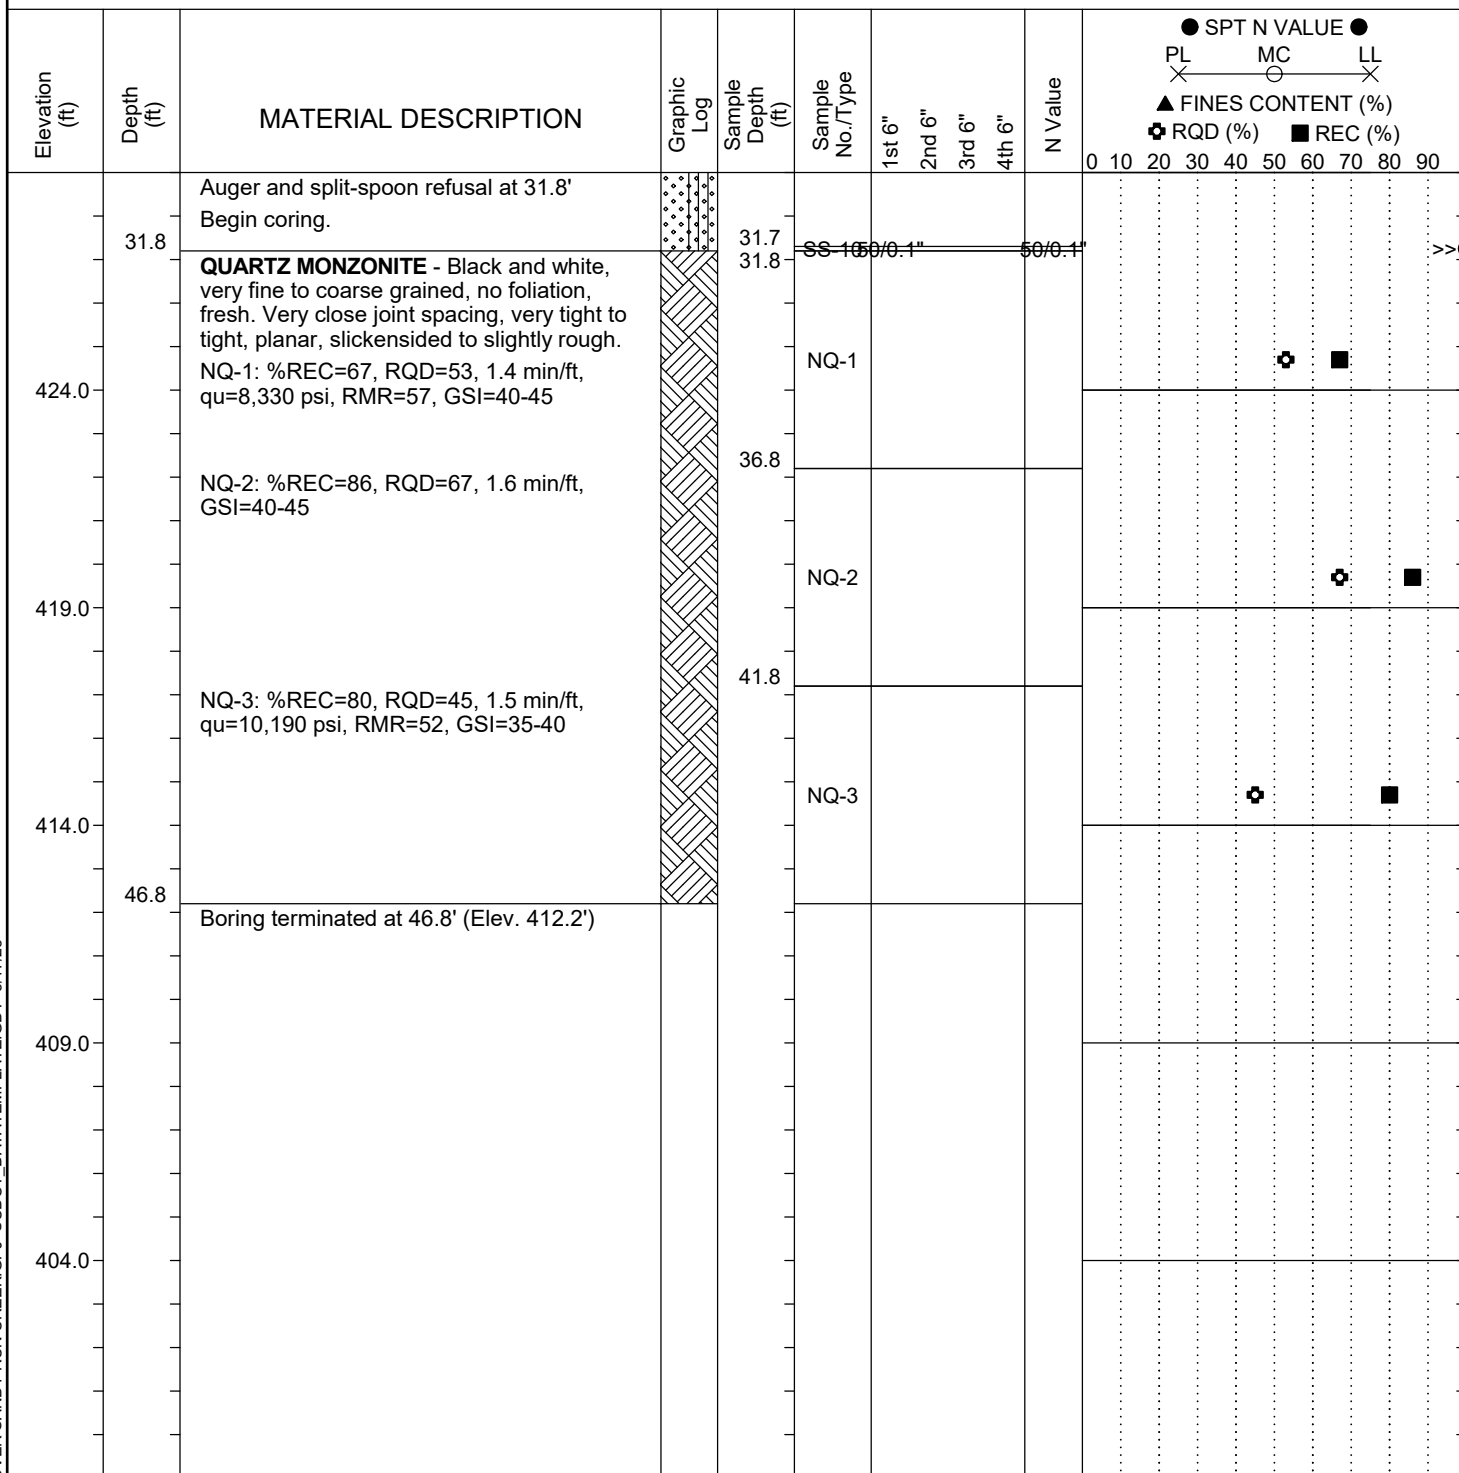 Elevation (ft)
Depth (ft)
MATERIAL DESCRIPTION
Graphic Log
Sample Depth (ft)
Sample No./Type
1st 6"
2nd 6"
3rd 6"
4th 6"
N Value
● SPT N VALUE ●
PL MC LL
▲ FINES CONTENT (%)
RQD (%) ■ REC (%)
0 10 20 30 40 50 60 70 80 90
Auger and split-spoon refusal at 31.8'
Begin coring.
31.8
31.7
SS-10 50/0.1" 50/0.1" >>
31.8
QUARTZ MONZONITE - Black and white,
very fine to coarse grained, no foliation,
fresh. Very close joint spacing, very tight to
tight, planar, slickensided to slightly rough.
NQ-1
NQ-1: %REC=67, RQD=53, 1.4 min/ft,
qu=8,330 psi, RMR=57, GSI=40-45
424.0
36.8
NQ-2: %REC=86, RQD=67, 1.6 min/ft,
GSI=40-45
NQ-2
419.0
41.8
NQ-3: %REC=80, RQD=45, 1.5 min/ft,
qu=10,190 psi, RMR=52, GSI=35-40
NQ-3
414.0
46.8
Boring terminated at 46.8' (Elev. 412.2')
409.0
404.0